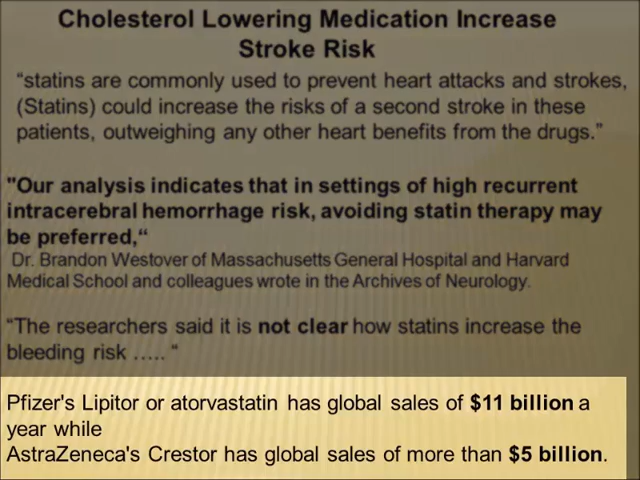 Cholesterol Lowering Medication Increase
Stroke Risk
“statins are commonly used to prevent heart attacks and strokes,
(Statins) could increase the risks of a second stroke in these
patients, outweighing any other heart benefits from the drugs.”
"Our analysis indicates that in settings of high recurrent
intracerebral hemorrhage risk, avoiding statin therapy may
be preferred,“
Dr. Brandon Westover of Massachusetts General Hospital and Harvard
Medical School and colleagues wrote in the Archives of Neurology.
“The researchers said it is not clear how statins increase the
bleeding risk ….. “
Pfizer's Lipitor or atorvastatin has global sales of $11 billion a
year while
AstraZeneca's Crestor has global sales of more than $5 billion.